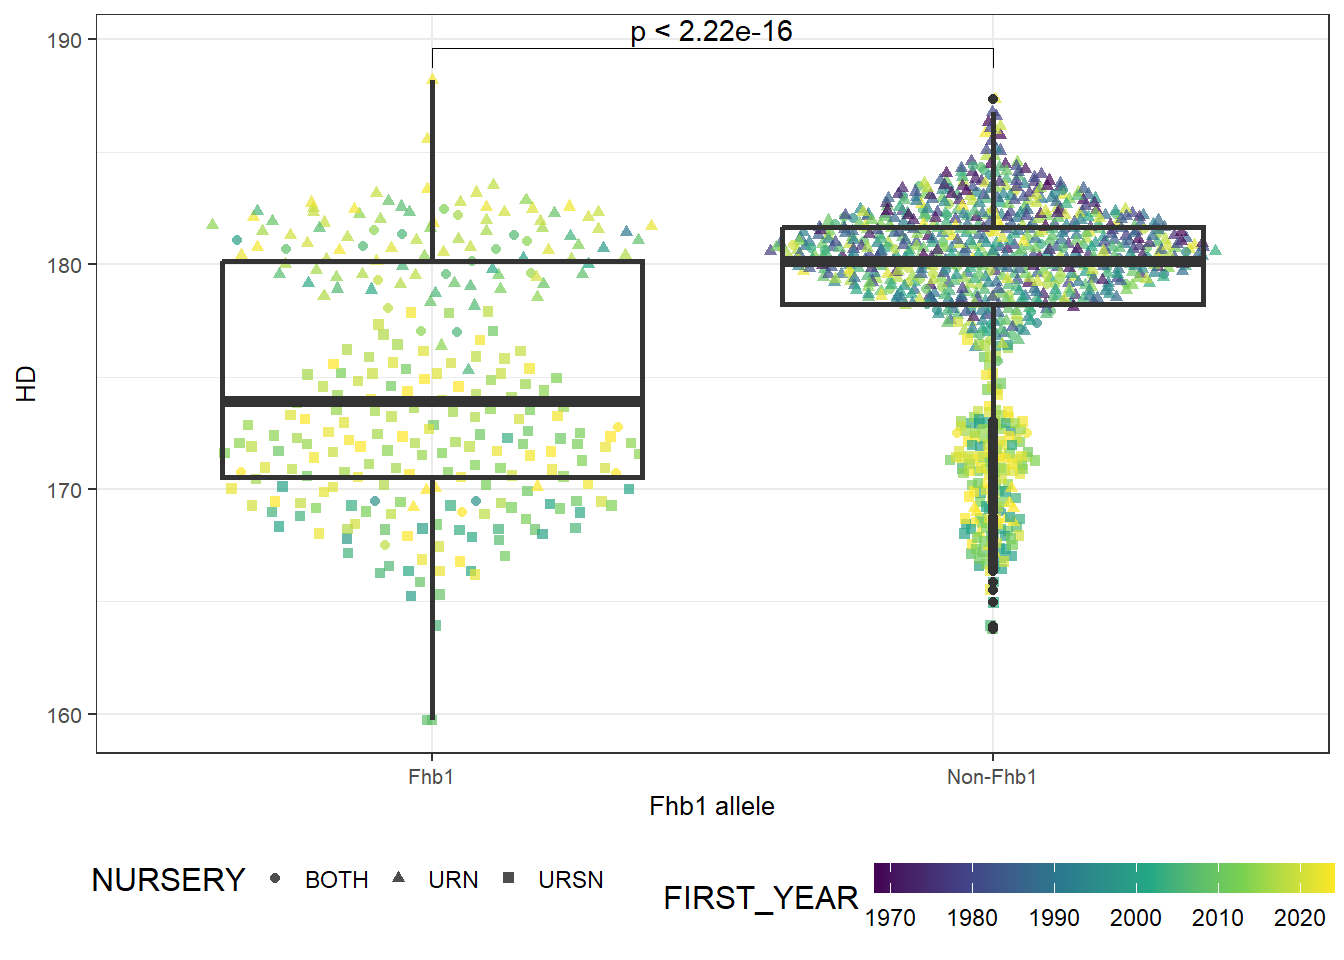 p < 2.22e-16
190
180
170
160
HD
Fhb1
Non-Fhb1
Fhb1 allele
NURSERY BOTH URN URSN
FIRST_YEAR
1970 1980 1990 2000 2010 2020